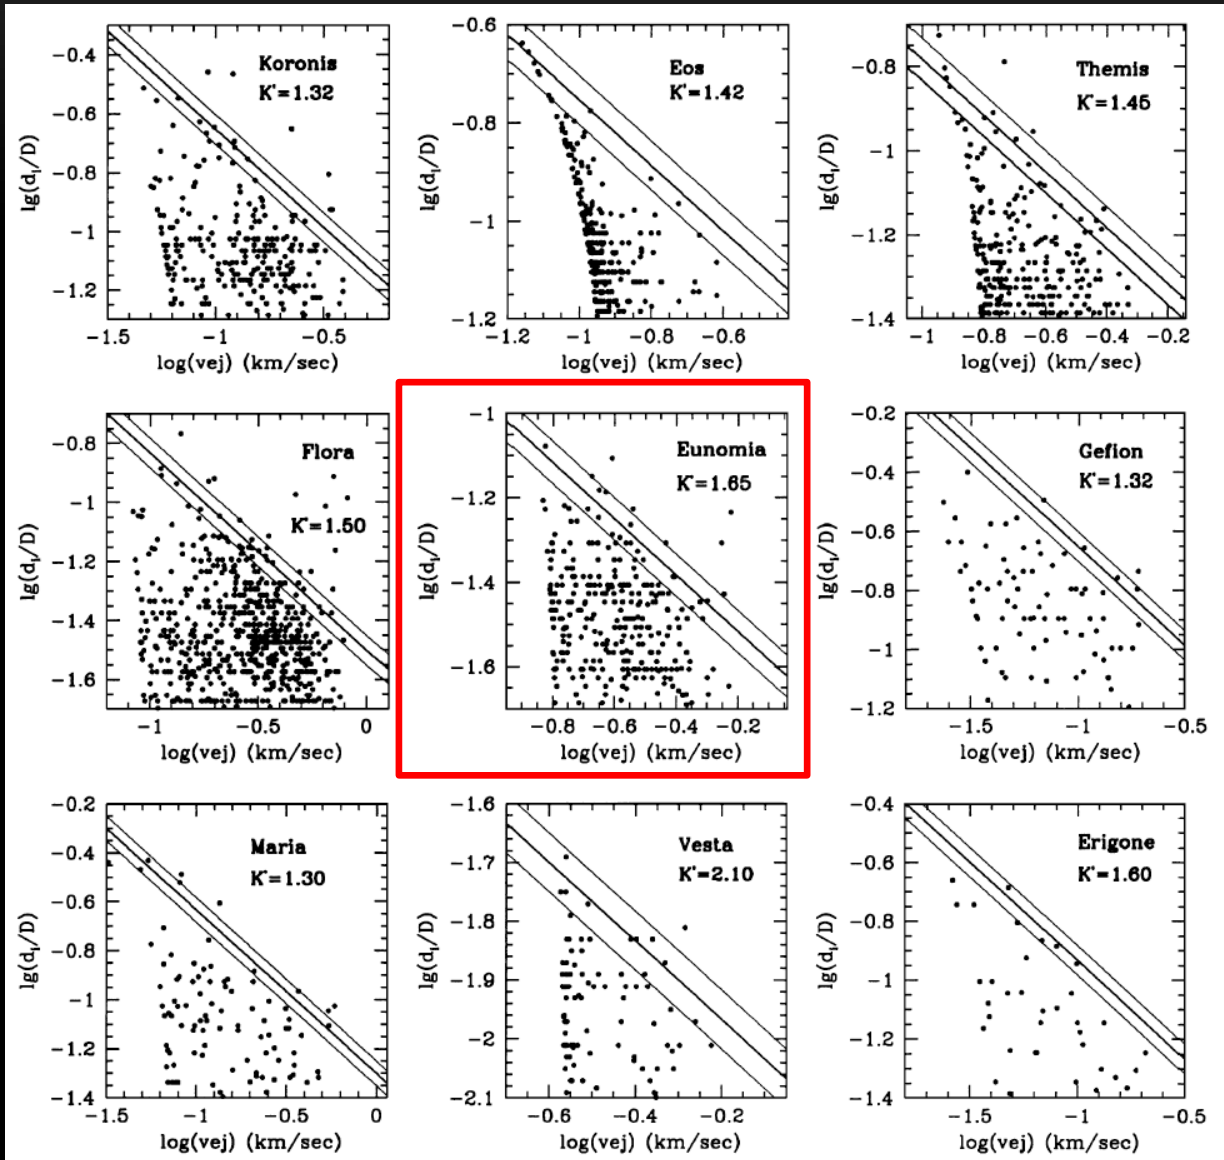 Koronis
K'=1.32
lg(d_i/D)
-0.4
-0.6
-0.8
-1
-1.2
-1.5 -1 -0.5
log(vej) (km/sec)
Eos
K'=1.42
lg(d_i/D)
-0.6
-0.8
-1
-1.2
-1.2 -1 -0.8 -0.6
log(vej) (km/sec)
Themis
K'=1.45
lg(d_i/D)
-0.8
-1
-1.2
-1.4
-1 -0.8 -0.6 -0.4 -0.2
log(vej) (km/sec)
Flora
K'=1.50
lg(d_i/D)
-0.8
-1
-1.2
-1.4
-1.6
-1 -0.5 0
log(vej) (km/sec)
Eunomia
K'=1.65
lg(d_i/D)
-1
-1.2
-1.4
-1.6
-0.8 -0.6 -0.4 -0.2
log(vej) (km/sec)
Gefion
K'=1.32
lg(d_i/D)
-0.2
-0.4
-0.6
-0.8
-1
-1.2
-1.5 -1 -0.5
log(vej) (km/sec)
Maria
K'=1.30
lg(d_i/D)
-0.2
-0.4
-0.6
-0.8
-1
-1.2
-1.4
-1.5 -1 -0.5 0
log(vej) (km/sec)
Vesta
K'=2.10
lg(d_i/D)
-1.6
-1.7
-1.8
-1.9
-2
-2.1
-0.6 -0.4 -0.2
log(vej) (km/sec)
Erigone
K'=1.60
lg(d_i/D)
-0.4
-0.6
-0.8
-1
-1.2
-1.4
-1.5 -1 -0.5
log(vej) (km/sec)